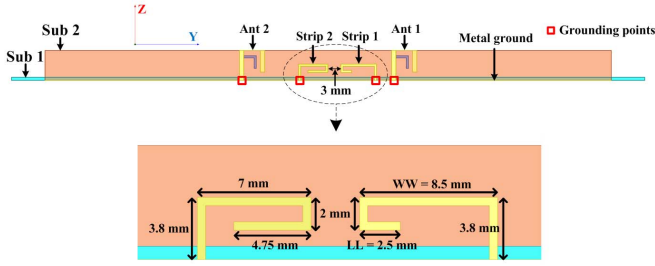 Z
Y
Sub 2
Sub 1
Ant 2
Strip 2
Strip 1
Ant 1
Grounding points
Metal ground
3 mm
7 mm
WW = 8.5 mm
3.8 mm
2 mm
3.8 mm
4.75 mm
LL = 2.5 mm